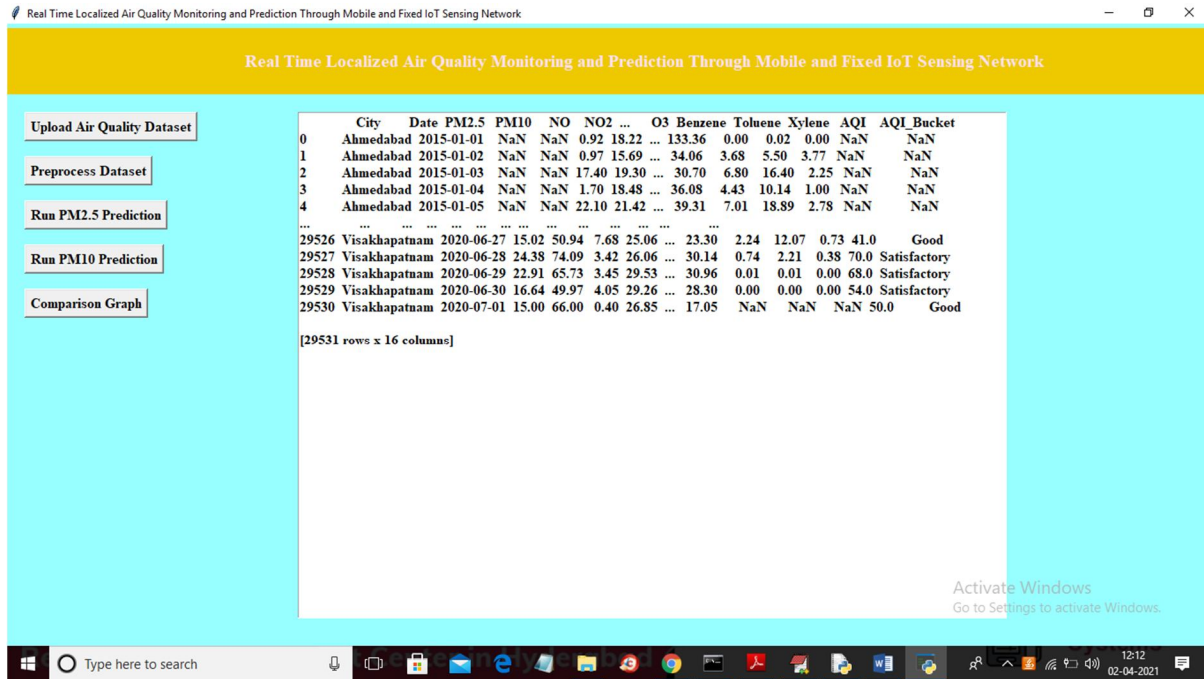 Real Time Localized Air Quality Monitoring and Prediction Through Mobile and Fixed IoT Sensing Network
Real Time Localized Air Quality Monitoring and Prediction Through Mobile and Fixed IoT Sensing Network
Upload Air Quality Dataset
Preprocess Dataset
Run PM2.5 Prediction
Run PM10 Prediction
Comparison Graph
City Date PM2.5 PM10 NO NO2 ... O3 Benzene Toluene Xylene AQI AQI_Bucket
0 Ahmedabad 2015-01-01 NaN NaN 0.92 18.22 ... 133.36 0.00 0.02 0.00 NaN NaN
1 Ahmedabad 2015-01-02 NaN NaN 0.97 15.69 ... 34.06 3.68 5.50 3.77 NaN NaN
2 Ahmedabad 2015-01-03 NaN NaN 17.40 19.30 ... 30.70 6.80 16.40 2.25 NaN NaN
3 Ahmedabad 2015-01-04 NaN NaN 1.70 18.48 ... 36.08 4.43 10.14 1.00 NaN NaN
4 Ahmedabad 2015-01-05 NaN NaN 22.10 21.42 ... 39.31 7.01 18.89 2.78 NaN NaN
... ... ... ... ... ... ... ... ... ... ... ... ... ...
29526 Visakhapatnam 2020-06-27 15.02 50.94 7.68 25.06 ... 23.30 2.24 12.07 0.73 41.0 Good
29527 Visakhapatnam 2020-06-28 24.38 74.09 3.42 26.06 ... 30.14 0.74 2.21 0.38 70.0 Satisfactory
29528 Visakhapatnam 2020-06-29 22.91 65.73 3.45 29.53 ... 30.96 0.01 0.01 0.00 68.0 Satisfactory
29529 Visakhapatnam 2020-06-30 16.64 49.97 4.05 29.26 ... 28.30 0.00 0.00 0.00 54.0 Satisfactory
29530 Visakhapatnam 2020-07-01 15.00 66.00 0.40 26.85 ... 17.05 NaN NaN NaN 50.0 Good
[29531 rows x 16 columns]
Activate Windows
Go to Settings to activate Windows.
Type here to search
12:12
02-04-2021